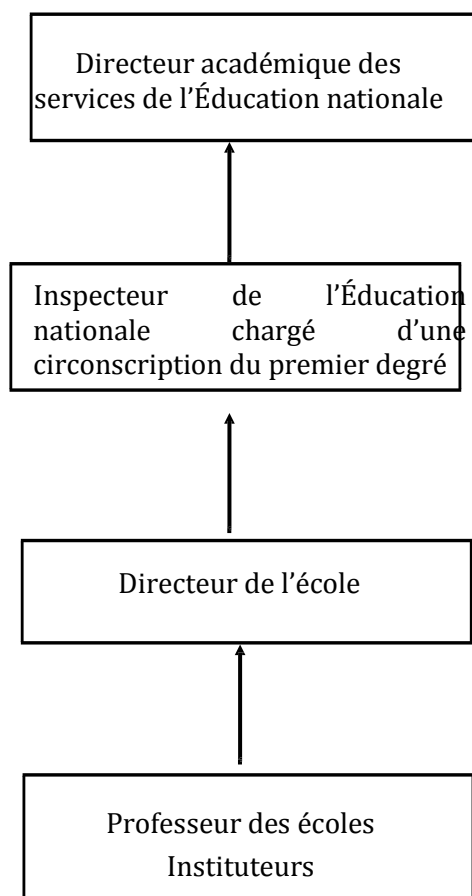 Directeur académique des
services de l’Éducation nationale
Inspecteur de l’Éducation
nationale chargé d’une
circonscription du premier degré
Directeur de l’école
Professeur des écoles
Instituteurs